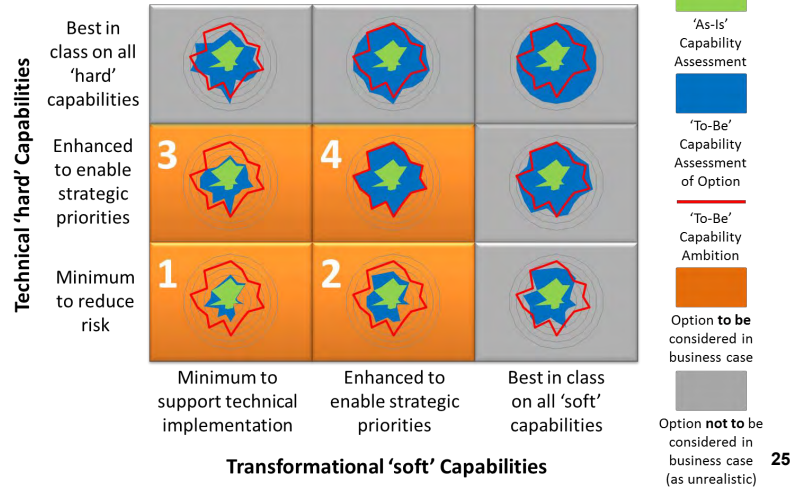 Technical 'hard' Capabilities
Best in
class on all
'hard'
capabilities
Enhanced
to enable
strategic
priorities
Minimum
to reduce
risk
3
4
1
2
Minimum to
support technical
implementation
Enhanced to
enable strategic
priorities
Best in class
on all 'soft'
capabilities
Transformational 'soft' Capabilities
'As-Is'
Capability
Assessment
'To-Be'
Capability
Assessment
of Option
'To-Be'
Capability
Ambition
Option to be
considered in
business case
Option not to be
considered in
business case
(as unrealistic)
25